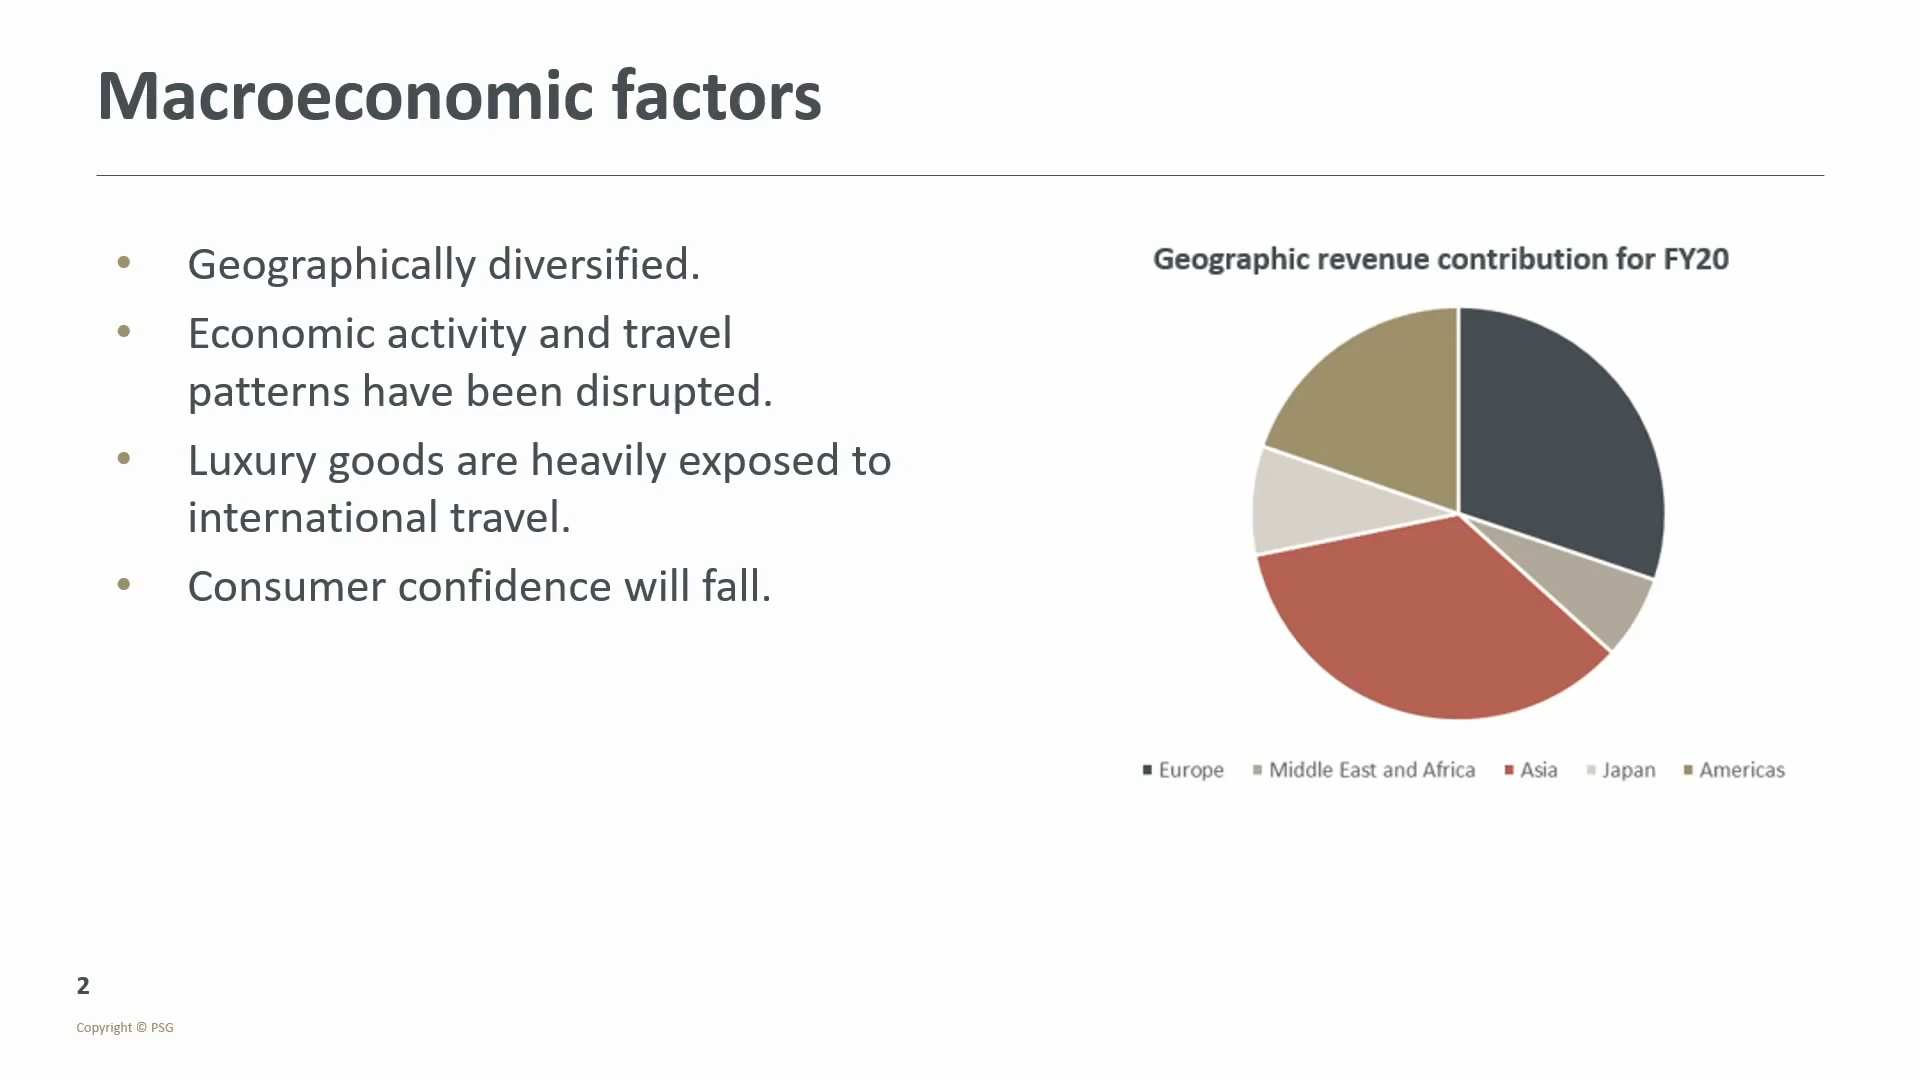 Macroeconomic factors
• Geographically diversified.
• Economic activity and travel
patterns have been disrupted.
• Luxury goods are heavily exposed to
international travel.
• Consumer confidence will fall.
Geographic revenue contribution for FY20
Europe Middle East and Africa Asia Japan Americas
2
Copyright © PSG